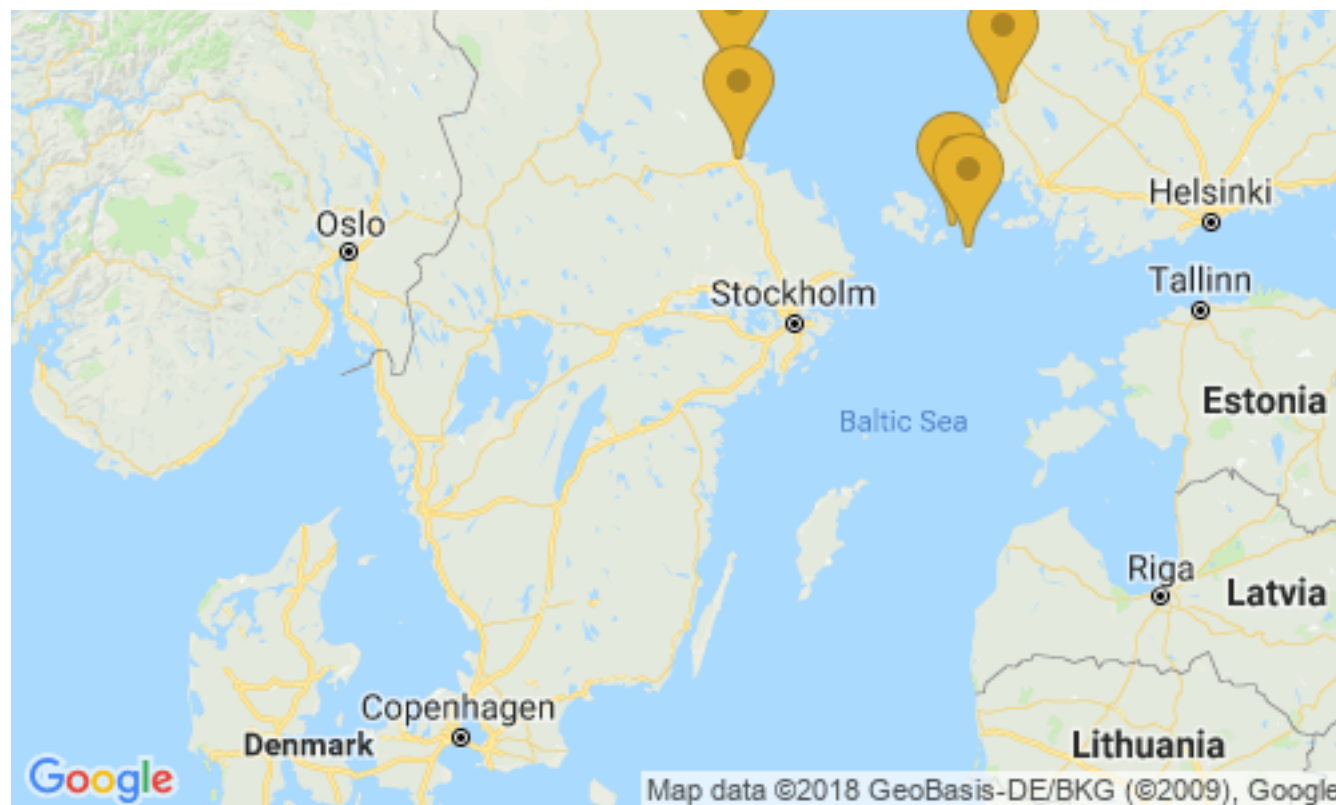 Helsinki
Oslo
Tallinn
Stockholm
Estonia
Baltic Sea
Riga
Latvia
Copenhagen
Denmark
Lithuania
Google
Map data ©2018 GeoBasis-DE/BKG (©2009), Google